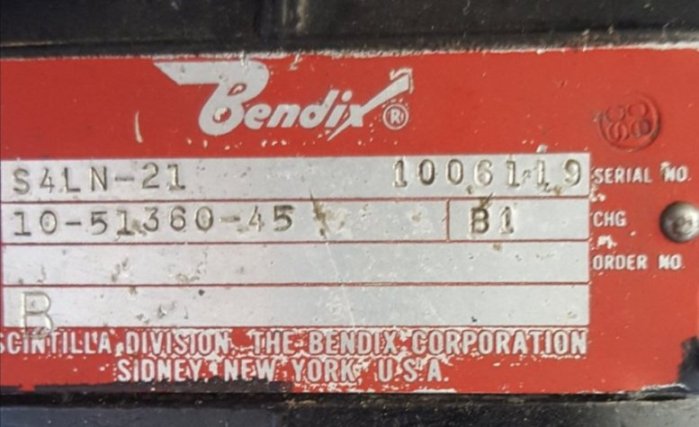 Bendix®
S4LN-21 1006119 SERIAL NO.
10-51360-45 B1 CHG
ORDER NO.
B
SCINTILLA DIVISION, THE BENDIX CORPORATION
SIDNEY, NEW YORK, U.S.A.